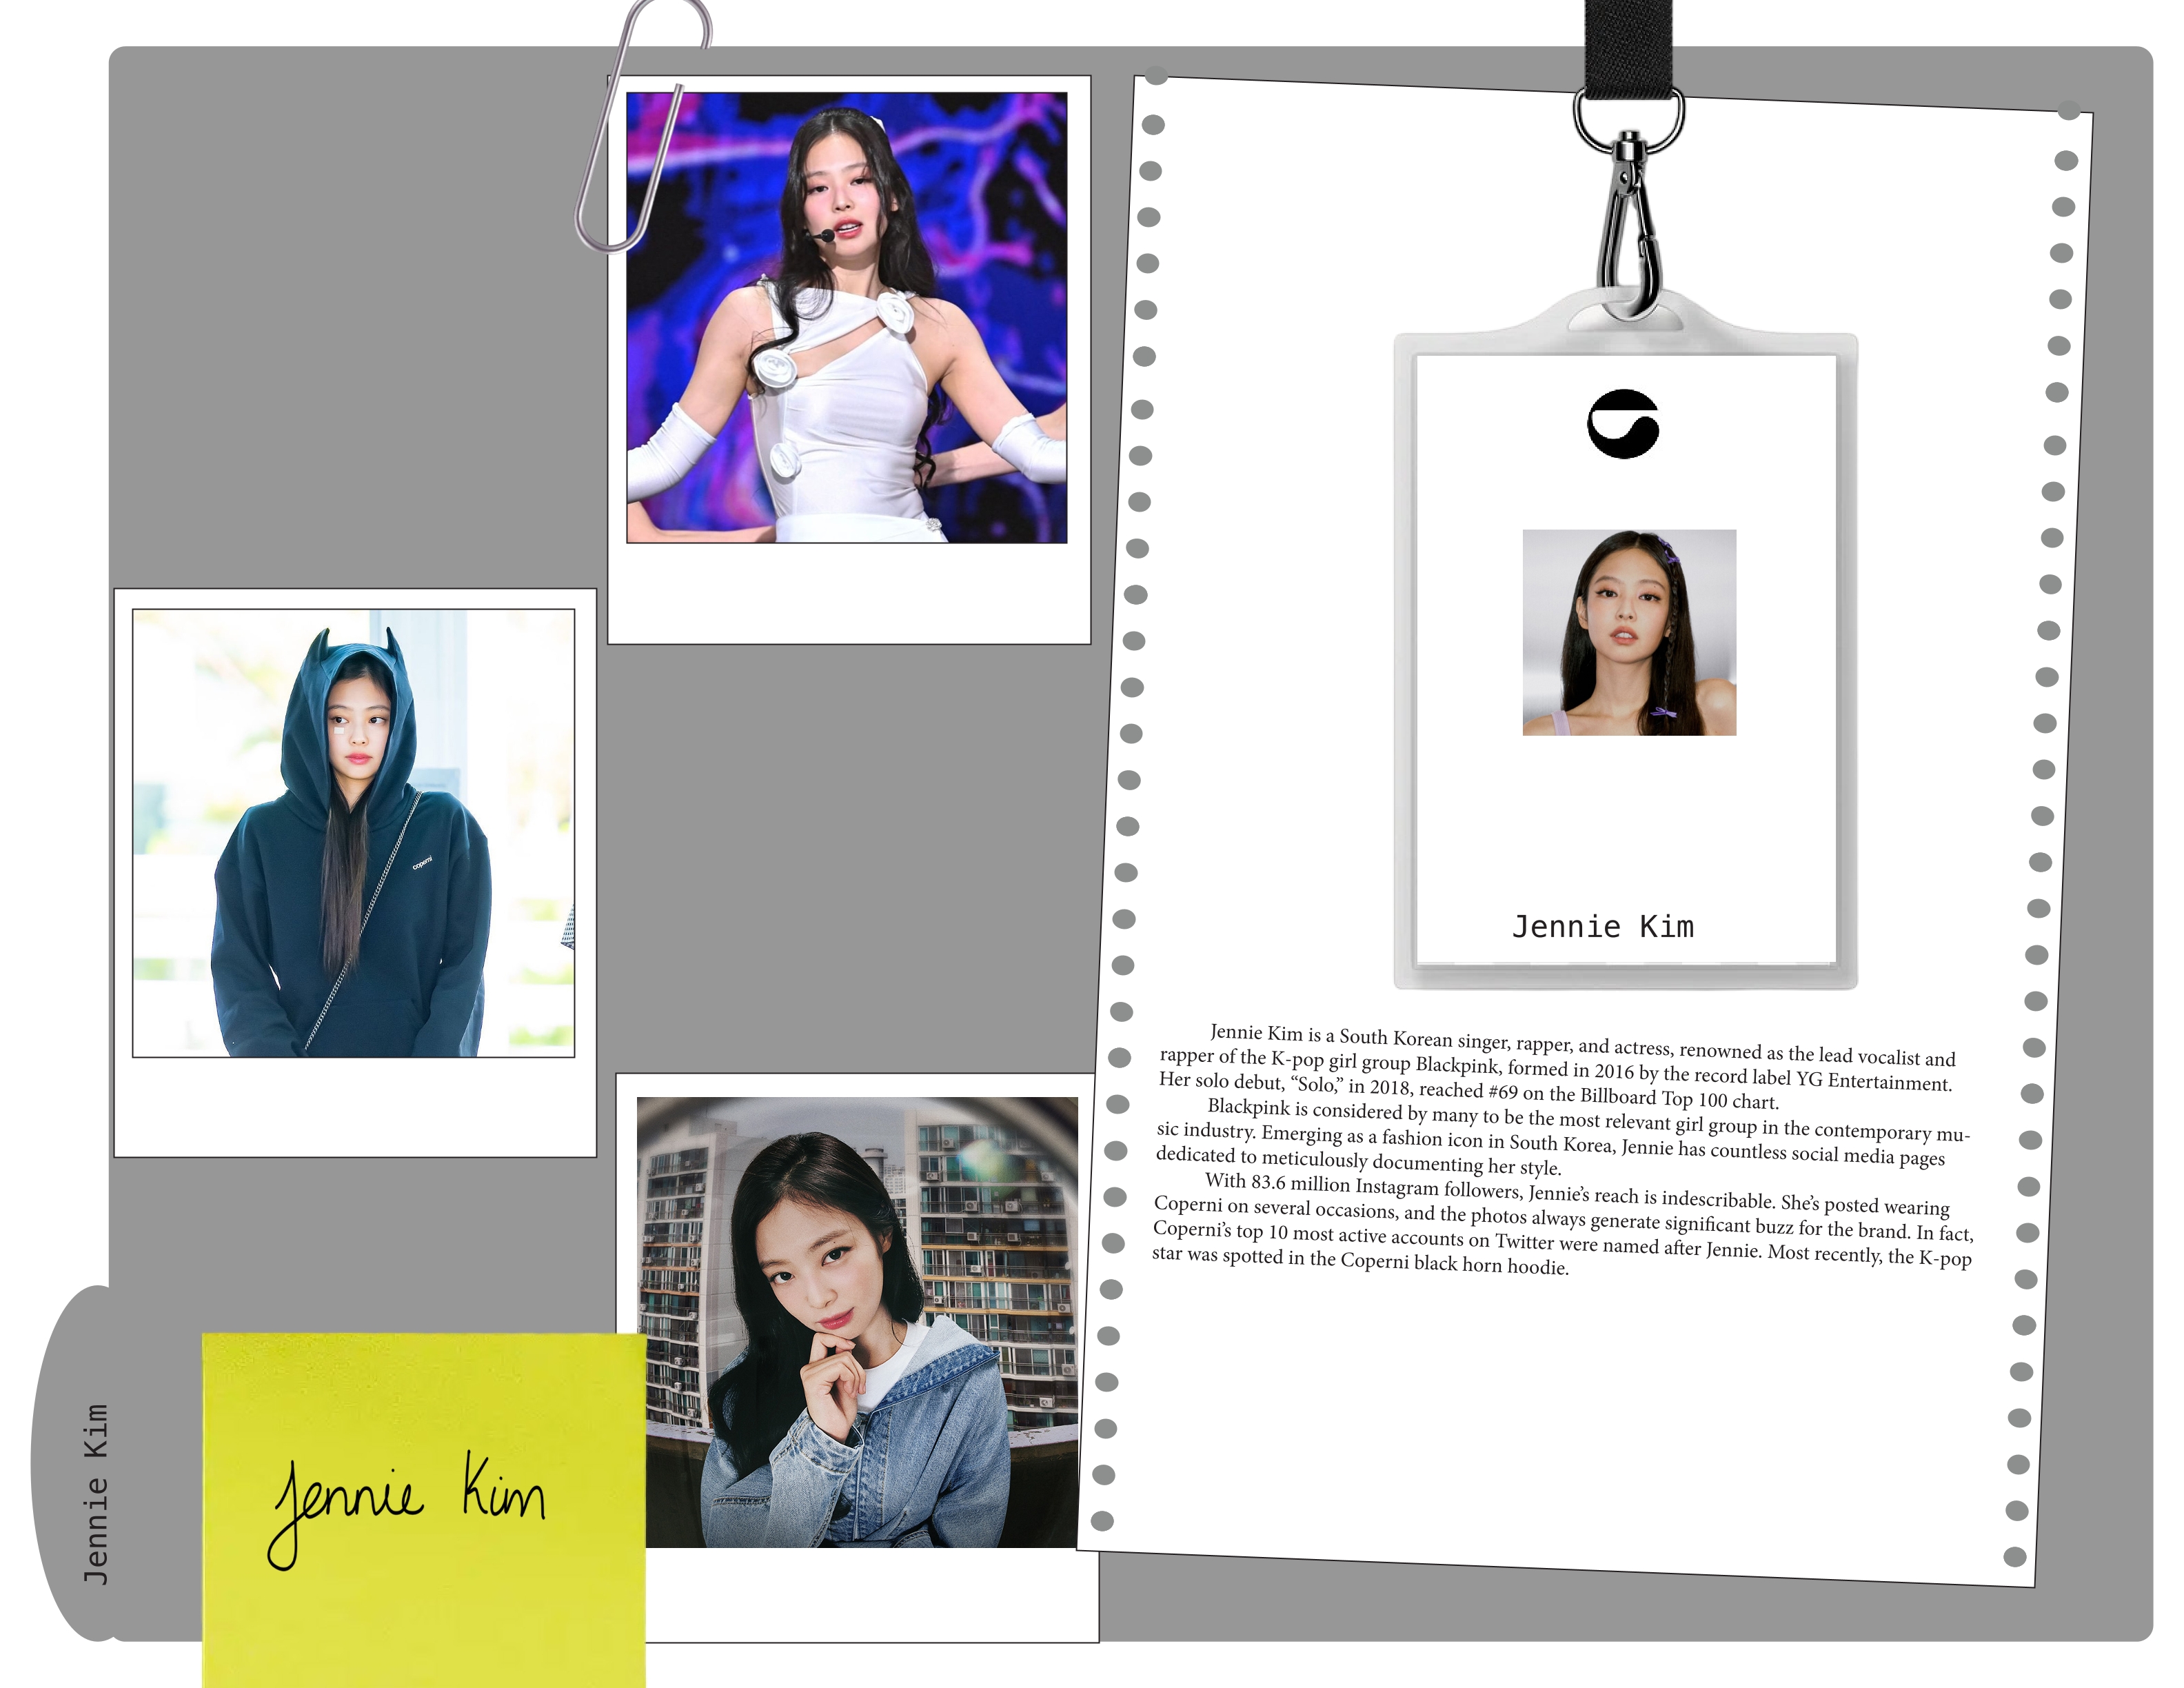 coperni
Jennie Kim
Jennie Kim
Jennie Kim
Jennie Kim is a South Korean singer, rapper, and actress, renowned as the lead vocalist and
rapper of the K-pop girl group Blackpink, formed in 2016 by the record label YG Entertainment.
Her solo debut, “Solo,” in 2018, reached #69 on the Billboard Top 100 chart.
Blackpink is considered by many to be the most relevant girl group in the contemporary mu-
sic industry. Emerging as a fashion icon in South Korea, Jennie has countless social media pages
dedicated to meticulously documenting her style.
With 83.6 million Instagram followers, Jennie’s reach is indescribable. She’s posted wearing
Coperni on several occasions, and the photos always generate significant buzz for the brand. In fact,
Coperni’s top 10 most active accounts on Twitter were named after Jennie. Most recently, the K-pop
star was spotted in the Coperni black horn hoodie.